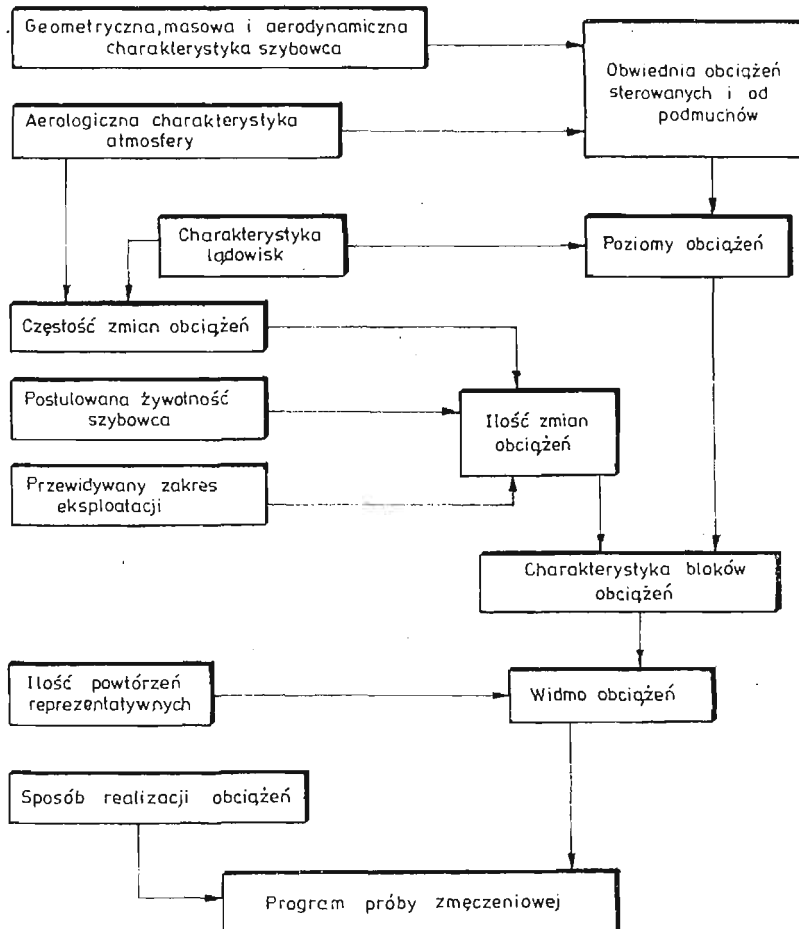 Geometryczna, masowa i aerodynamiczna
charakterystyka szybowca
Obwiednia obciążeń
sterowanych i od
podmuchów
Aerologiczna charakterystyka
atmosfery
Charakterystyka
lądowisk
Poziomy obciążeń
Częstość zmian obciążeń
Postulowana żywotność
szybowca
Ilość zmian
obciążeń
Przewidywany zakres
eksploatacji
Charakterystyka bloków
obciążeń
Ilość powtórzeń
reprezentatywnych
Widmo obciążeń
Sposób realizacji obciążeń
Program próby zmęczeniowej